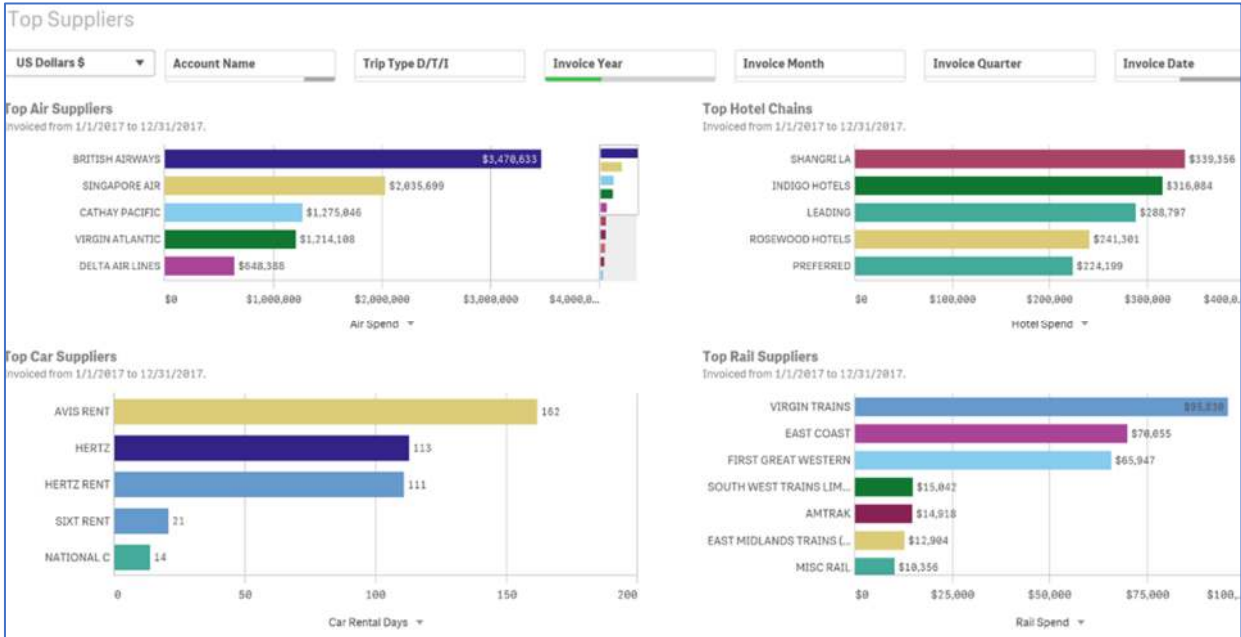 Top Suppliers
US Dollars $ Account Name Trip Type D/T/I Invoice Year Invoice Month Invoice Quarter Invoice Date
Top Air Suppliers
Invoiced from 1/1/2017 to 12/31/2017.
BRITISH AIRWAYS $3,470,633
SINGAPORE AIR $2,035,699
CATHAY PACIFIC $1,275,046
VIRGIN ATLANTIC $1,214,108
DELTA AIR LINES
$0 $1,000,000 $2,000,000 $3,000,000 $4,000,0...
Air Spend
Top Hotel Chains
Invoiced from 1/1/2017 to 12/31/2017.
SHANGRI LA $339,356
INDIGO HOTELS $316,084
LEADING $288,797
ROSEWOOD HOTELS $241,301
PREFERRED $224,199
$0 $100,000 $200,000 $300,000 $400,0..
Hotel Spend
Top Car Suppliers
Invoiced from 1/1/2017 to 12/31/2017.
AVIS RENT 162
HERTZ 113
HERTZ RENT 111
SIXT RENT 21
NATIONAL C 14
0 50 100 150 200
Car Rental Days
Top Rail Suppliers
Invoiced from 1/1/2017 to 12/31/2017.
VIRGIN TRAINS
EAST COAST $70,055
FIRST GREAT WESTERN $65,947
SOUTH WEST TRAINS LIM... $15,042
AMTRAK $14,918
EAST MIDLANDS TRAINS (... $12,904
MISC RAIL $10,356
$0 $25,000 $50,000 $75,000 $100,..
Rail Spend